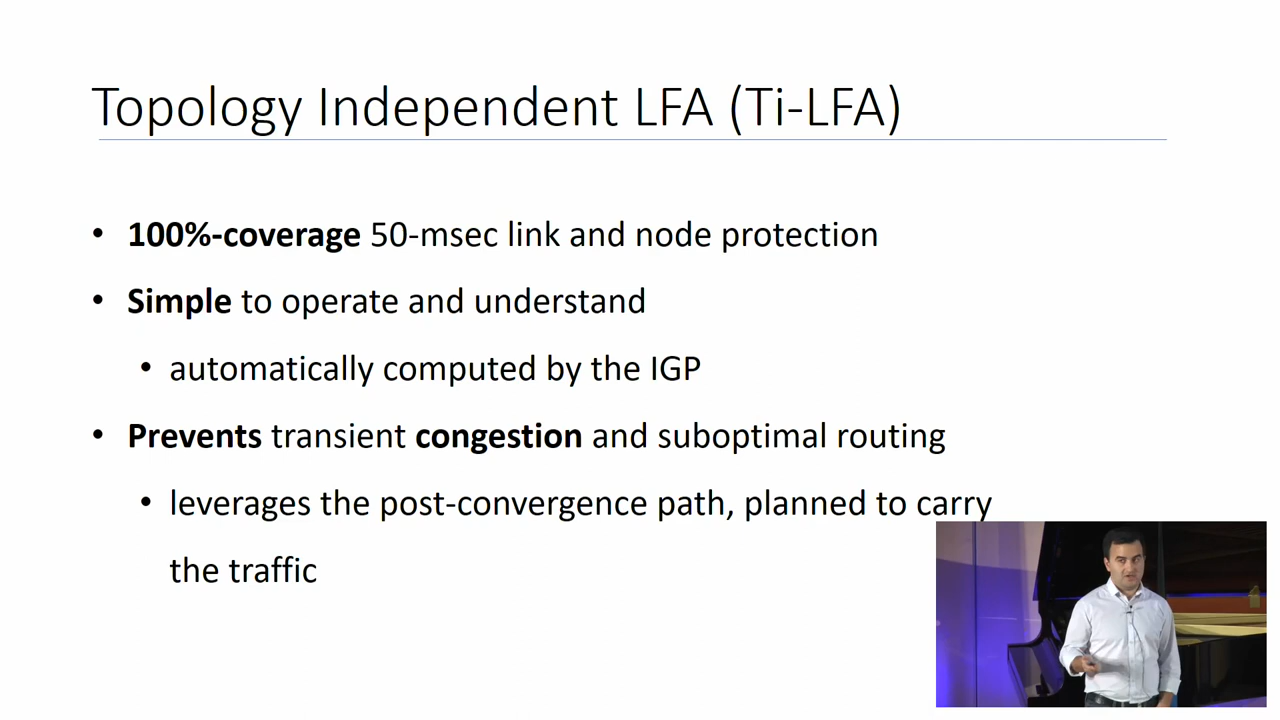 Topology Independent LFA (Ti-LFA)
• 100%-coverage 50-msec link and node protection
• Simple to operate and understand
• automatically computed by the IGP
• Prevents transient congestion and suboptimal routing
• leverages the post-convergence path, planned to carry
the traffic